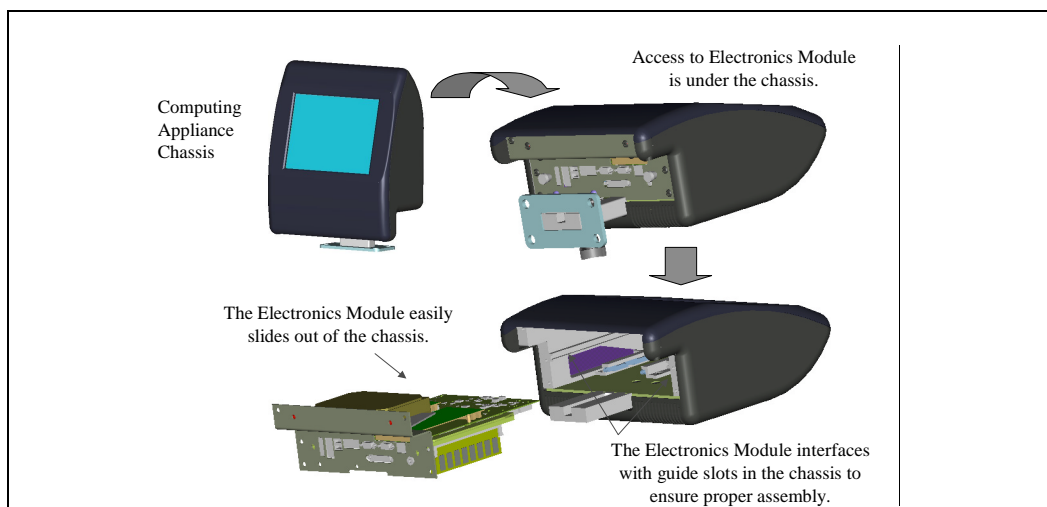 Access to Electronics Module
is under the chassis.
Computing
Appliance
Chassis
The Electronics Module easily
slides out of the chassis.
The Electronics Module interfaces
with guide slots in the chassis to
ensure proper assembly.